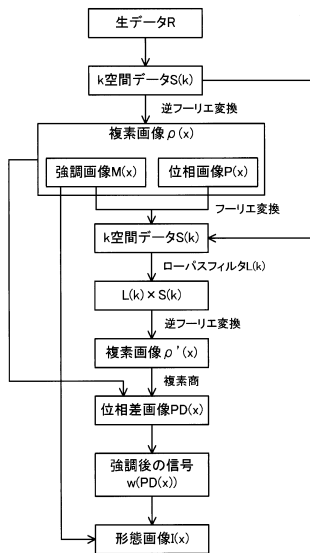 生データR
k空間データS(k)
逆フーリエ変換
複素画像ρ(x)
強調画像M(x)
位相画像P(x)
フーリエ変換
k空間データS(k)
ローパスフィルタL(k)
L(k)×S(k)
逆フーリエ変換
複素画像ρ'(x)
複素商
位相差画像PD(x)
強調後の信号
w(PD(x))
形態画像I(x)